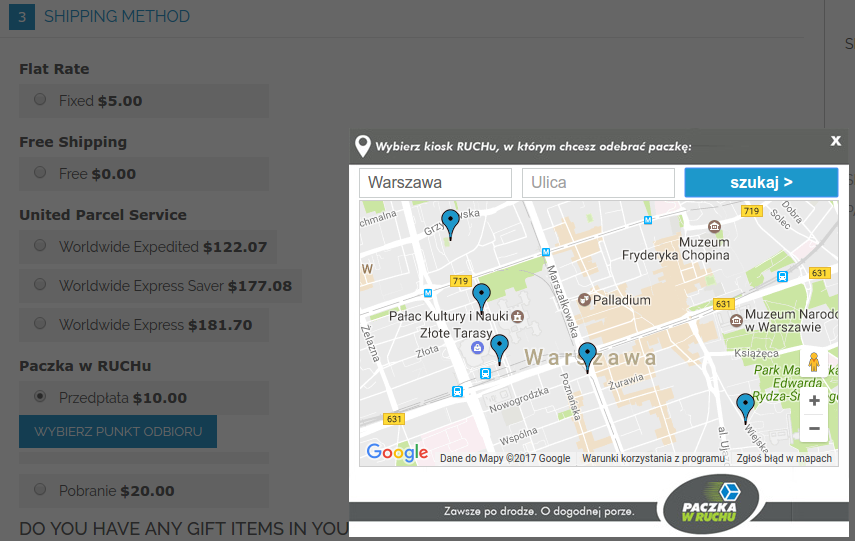 3 SHIPPING METHOD
Flat Rate
Fixed $5.00
Free Shipping
Free $0.00
United Parcel Service
Worldwide Expedited $122.07
Worldwide Express Saver $177.08
Worldwide Express $181.70
Paczka w RUCHu
Przedpłata $10.00
WYBIERZ PUNKT ODBIORU
Pobranie $20.00
DO YOU HAVE ANY GIFT ITEMS IN YOU
Wybierz kiosk RUCHu, w którym chcesz odebrać paczkę:
x
Warszawa
Ulica
szukaj >
719
Dobra
Solec
chmalna
M
Muzeum
Fryderyka Chopina
W
719
M
M
631
Marszałkowska
Palladium
631
Pałac Kultury i Nauki
Złote Tarasy
Muzeum Narodo
w Warszawie
Żelazna
Złota
Warszawa
Książęca
Park Ma
Edwarda
Rydza-Śmigłeg
Żurawia
Poznańska
Nowogrodzka
631
Wspólna
al. Uj
Wiejska
+
−
Google
Dane do Mapy ©2017 Google
Warunki korzystania z programu
Zgłoś błąd w mapach
Zawsze po drodze. O dogodnej porze.
PACZKA
W RUCHU